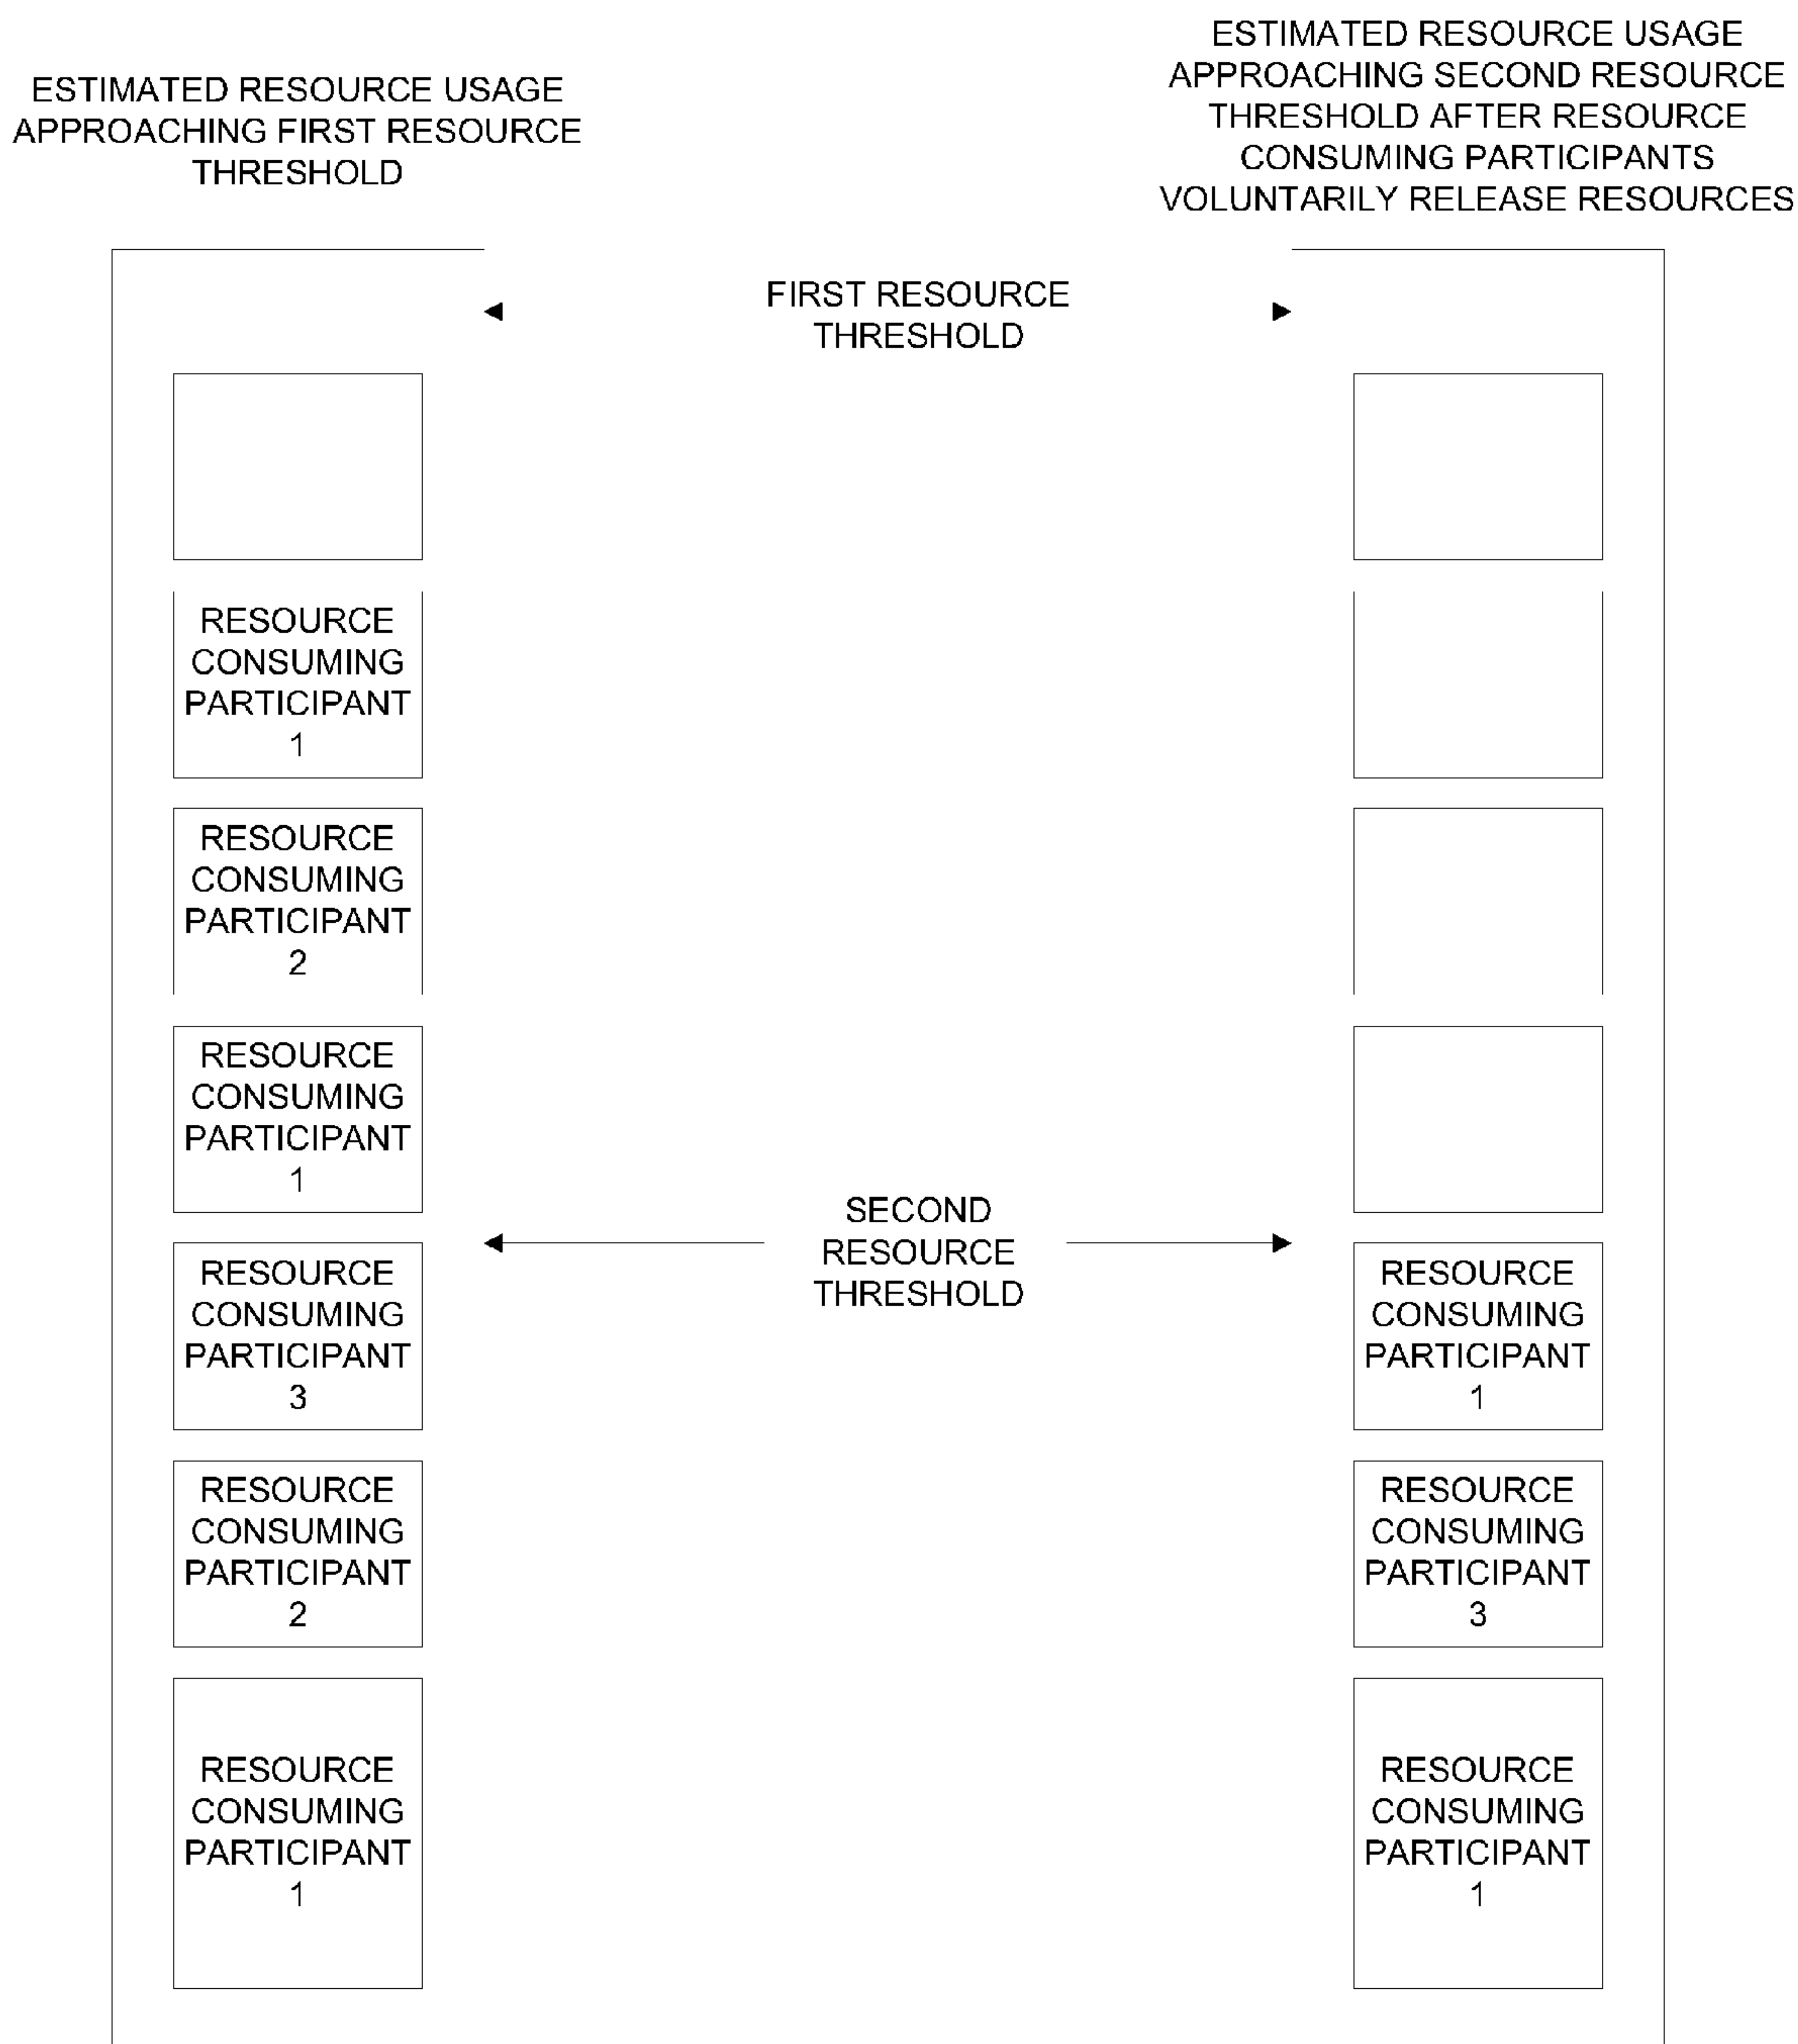 ESTIMATED RESOURCE USAGE
APPROACHING FIRST RESOURCE
THRESHOLD
ESTIMATED RESOURCE USAGE
APPROACHING SECOND RESOURCE
THRESHOLD AFTER RESOURCE
CONSUMING PARTICIPANTS
VOLUNTARILY RELEASE RESOURCES
FIRST RESOURCE
THRESHOLD
RESOURCE
CONSUMING
PARTICIPANT
1
RESOURCE
CONSUMING
PARTICIPANT
2
RESOURCE
CONSUMING
PARTICIPANT
1
SECOND
RESOURCE
THRESHOLD
RESOURCE
CONSUMING
PARTICIPANT
3
RESOURCE
CONSUMING
PARTICIPANT
1
RESOURCE
CONSUMING
PARTICIPANT
2
RESOURCE
CONSUMING
PARTICIPANT
3
RESOURCE
CONSUMING
PARTICIPANT
1
RESOURCE
CONSUMING
PARTICIPANT
1